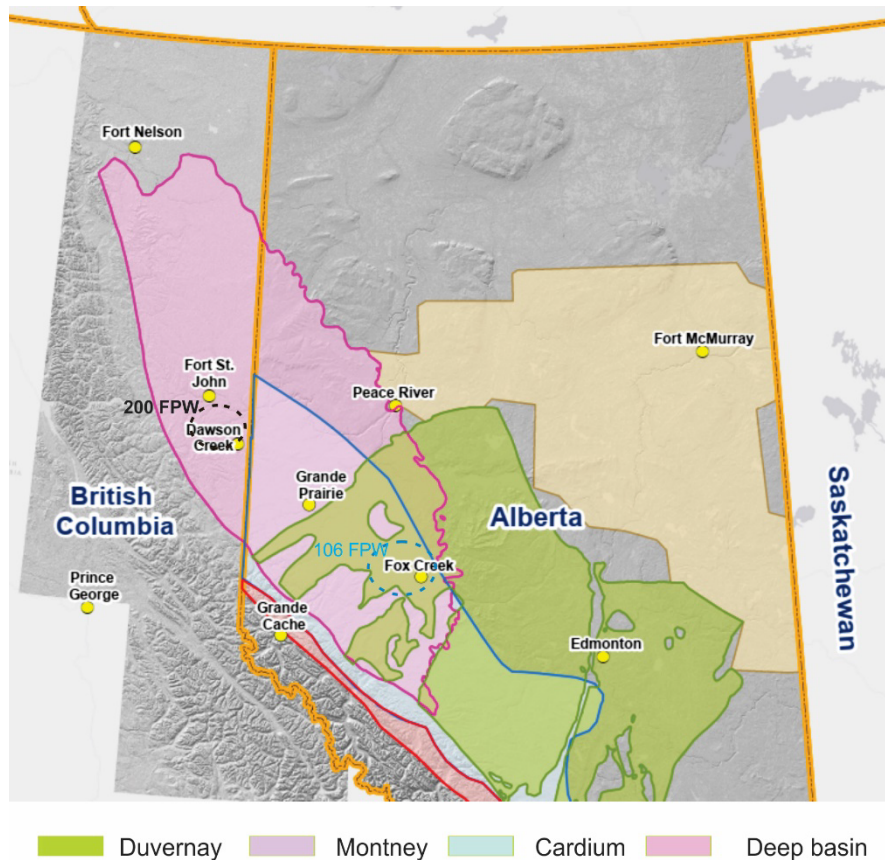 Fort Nelson
Fort McMurray
Fort St.
John
Peace River
200 FPW
Dawson
Creek
Grande
Prairie
British
Columbia
Alberta
Saskatchewan
106 FPW
Fox Creek
Prince
George
Grande
Cache
Edmonton
Duvernay
Montney
Cardium
Deep basin